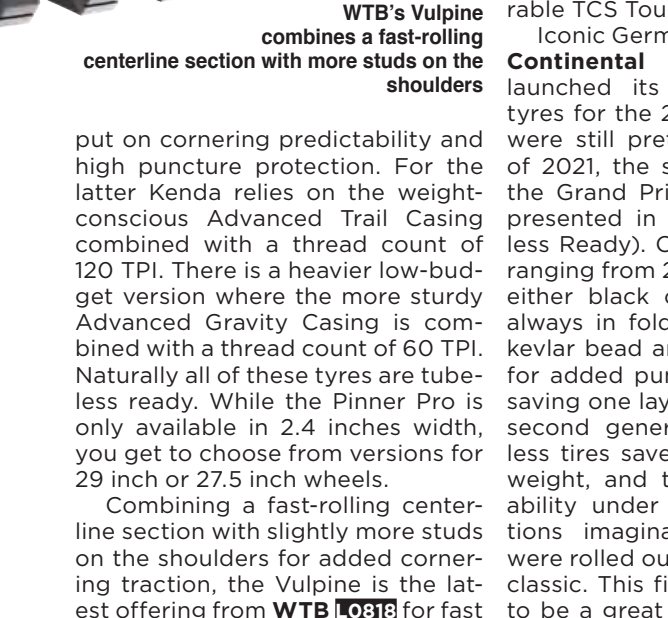 WTB's Vulpine
combines a fast-rolling
centerline section with more studs on the
shoulders
put on cornering predictability and
high puncture protection. For the
latter Kenda relies on the weight-
conscious Advanced Trail Casing
combined with a thread count of
120 TPI. There is a heavier low-bud-
get version where the more sturdy
Advanced Gravity Casing is com-
bined with a thread count of 60 TPI.
Naturally all of these tyres are tube-
less ready. While the Pinner Pro is
only available in 2.4 inches width,
you get to choose from versions for
29 inch or 27.5 inch wheels.
Combining a fast-rolling center-
line section with slightly more studs
on the shoulders for added corner-
ing traction, the Vulpine is the lat-
est offering from WTB L0818 for fast
rable TCS Tou
Iconic Germ
Continental
launched its
tyres for the 2
were still pre
of 2021, the s
the Grand Pri
presented in
less Ready). C
ranging from 2
either black o
always in fold
kevlar bead a
for added pu
saving one lay
second gener
less tires save
weight, and t
ability under
tions imagina
were rolled ou
classic. This fi
to be a great